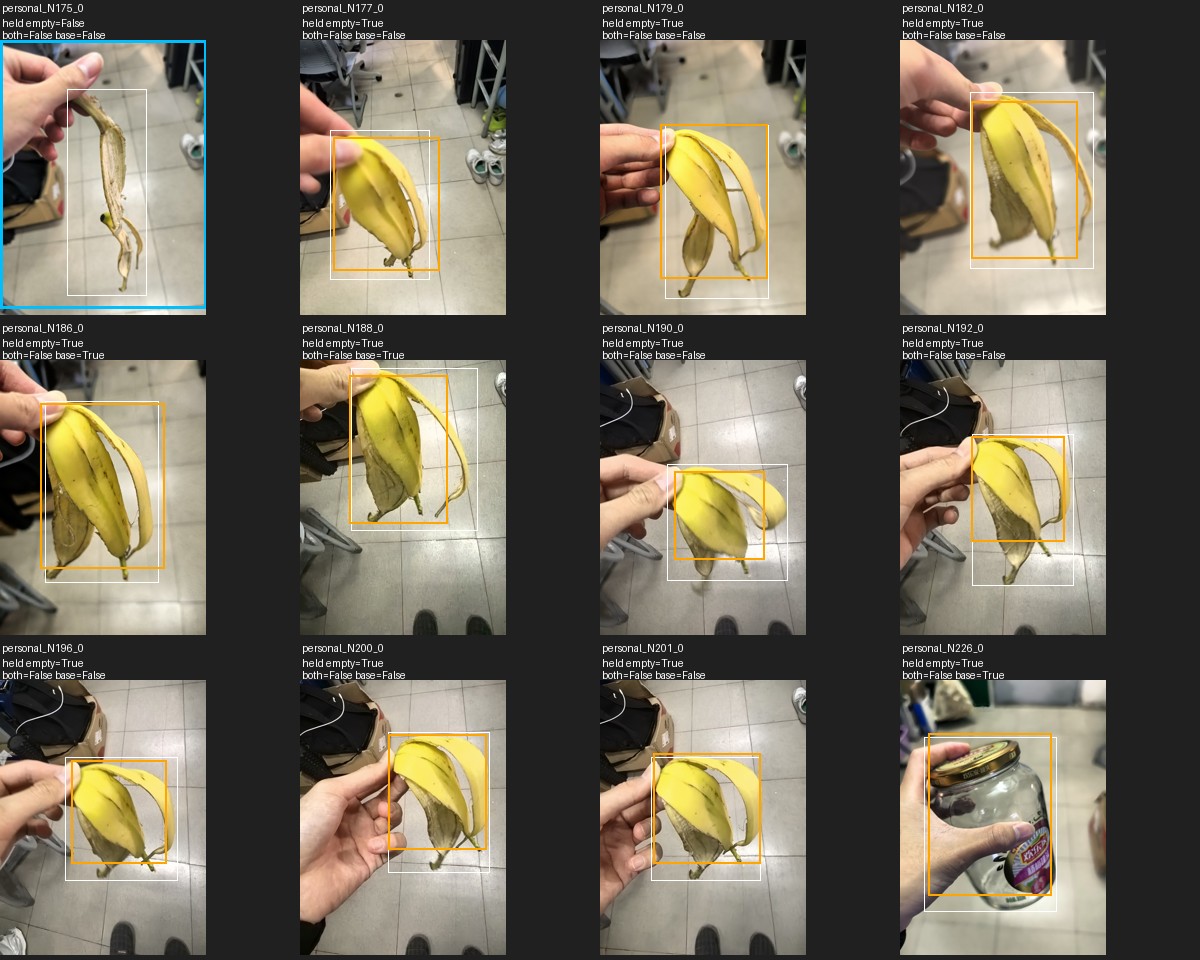 personal_N175_0
held empty=False
both=False base=False
personal_N177_0
held empty=True
both=False base=False
personal_N179_0
held empty=True
both=False base=False
personal_N182_0
held empty=True
both=False base=False
personal_N186_0
held empty=True
both=False base=True
personal_N188_0
held empty=True
both=False base=True
personal_N190_0
held empty=True
both=False base=False
personal_N192_0
held empty=True
both=False base=False
personal_N196_0
held empty=True
both=False base=False
personal_N200_0
held empty=True
both=False base=False
personal_N201_0
held empty=True
both=False base=False
personal_N226_0
held empty=True
both=False base=True